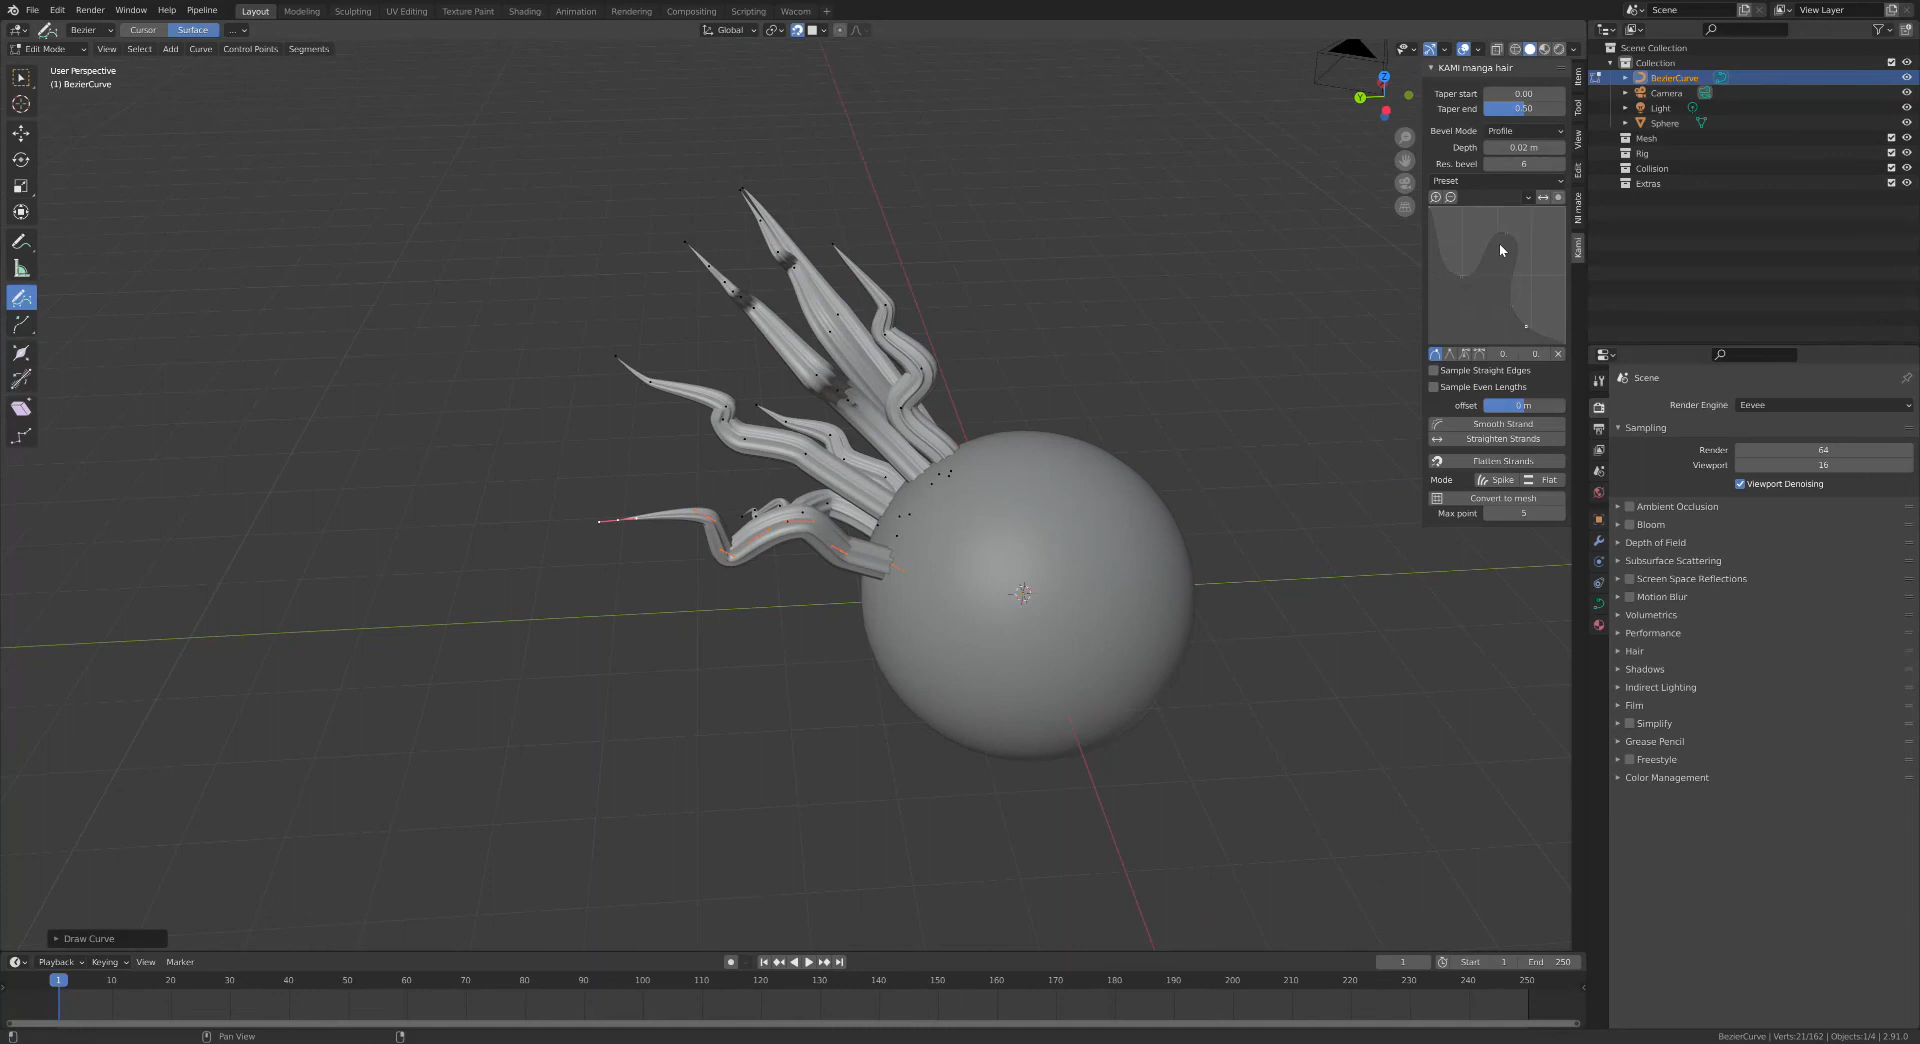 File Edit Render Window Help Pipeline Layout Modeling Sculpting UV Editing Texture Paint Shading Animation Rendering Compositing Scripting Wacom + Scene View Layer
Bezier Cursor Surface ... Global
Edit Mode View Select Add Curve Control Points Segments
User Perspective
(1) BezierCurve
Z
Y
KAMI manga hair
Taper start 0.00
Taper end 0.50
Bevel Mode Profile
Depth 0.02 m
Res. bevel 6
Preset
0. 0.
Sample Straight Edges
Sample Even Lengths
offset 0 m
Smooth Strand
Straighten Strands
Flatten Strands
Mode Spike Flat
Convert to mesh
Max point 5
Item
Tool
View
Edit
NI mate
Kami
Scene Collection
Collection
BezierCurve
Camera
Light
Sphere
Mesh
Rig
Collision
Extras
Scene
Render Engine Eevee
Sampling
Render 64
Viewport 16
Viewport Denoising
Ambient Occlusion
Bloom
Depth of Field
Subsurface Scattering
Screen Space Reflections
Motion Blur
Volumetrics
Performance
Hair
Shadows
Indirect Lighting
Film
Simplify
Grease Pencil
Freestyle
Color Management
Draw Curve
Playback Keying View Marker 1 Start 1 End 250
1 10 20 30 40 50 60 70 80 90 100 110 120 130 140 150 160 170 180 190 200 210 220 230 240 250
Pan View
BezierCurve | Verts:21/162 | Objects:1/4 | 2.91.0